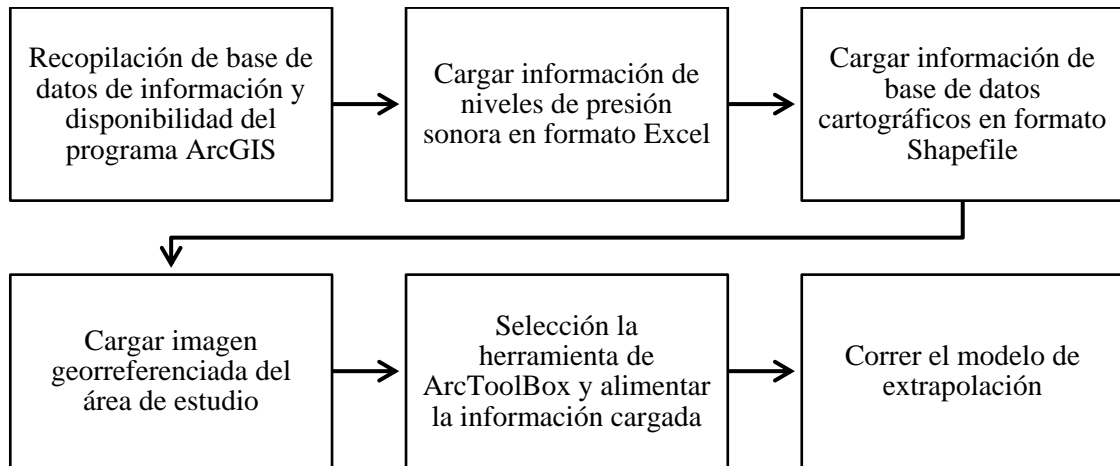 Recopilación de base de
datos de información y
disponibilidad del
programa ArcGIS
Cargar información de
niveles de presión
sonora en formato Excel
Cargar información de
base de datos
cartográficos en formato
Shapefile
Cargar imagen
georreferenciada del
área de estudio
Selección la
herramienta de
ArcToolBox y alimentar
la información cargada
Correr el modelo de
extrapolación